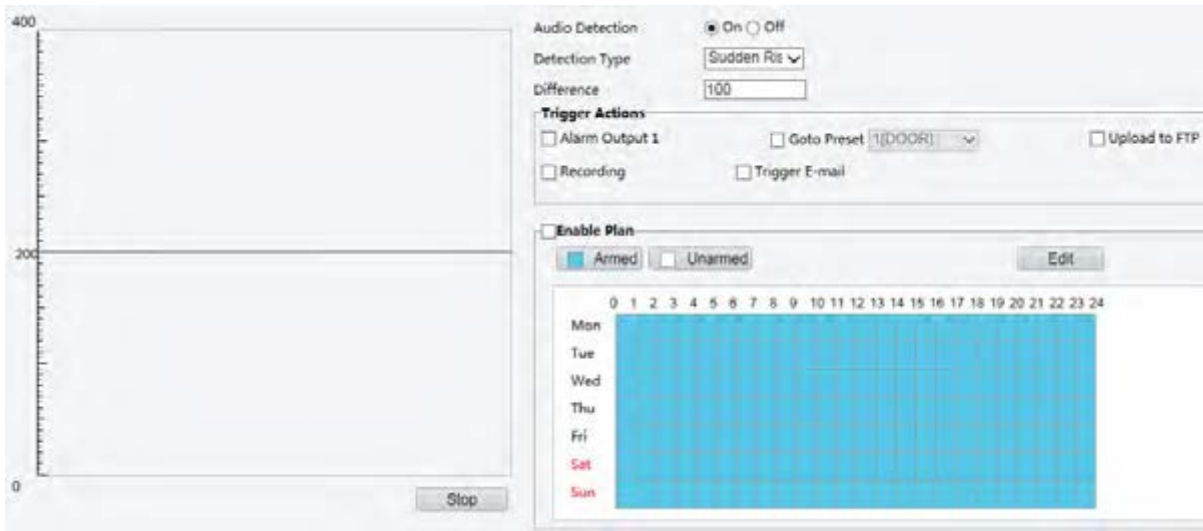 400
200
0
Stop
Audio Detection On Off
Detection Type Sudden Ris
Difference 100
Trigger Actions
Alarm Output 1 Goto Preset 1[DOOR] Upload to FTP
Recording Trigger E-mail
Enable Plan
Armed Unarmed Edit
0 1 2 3 4 5 6 7 8 9 10 11 12 13 14 15 16 17 18 19 20 21 22 23 24
Mon
Tue
Wed
Thu
Fri
Sat
Sun